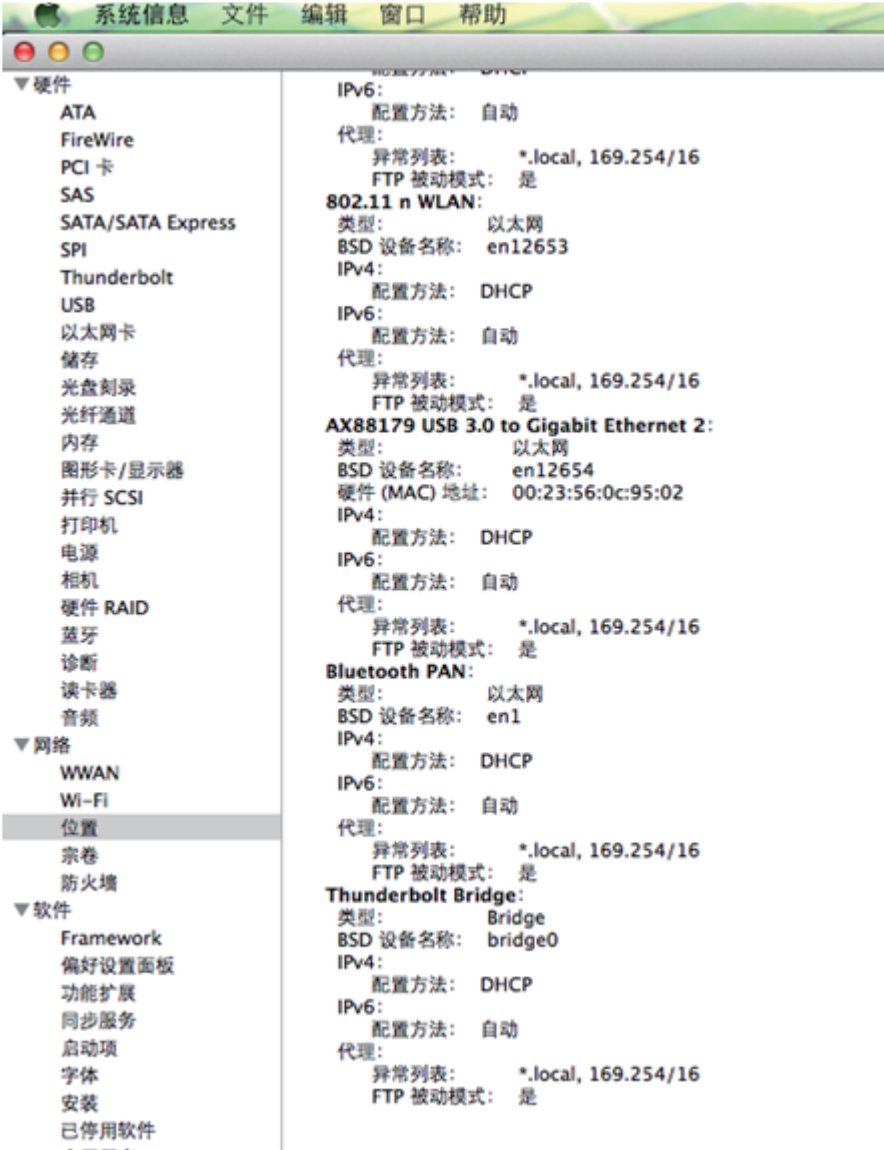 系统信息 文件 编辑 窗口 帮助
硬件
ATA
FireWire
PCI 卡
SAS
SATA/SATA Express
SPI
Thunderbolt
USB
以太网卡
储存
光盘刻录
光纤通道
内存
图形卡/显示器
并行 SCSI
打印机
电源
相机
硬件 RAID
蓝牙
诊断
读卡器
音频
网络
WWAN
Wi-Fi
位置
宗卷
防火墙
软件
Framework
偏好设置面板
功能扩展
同步服务
启动项
字体
安装
已停用软件
配置方法: DHCP
IPv6:
配置方法: 自动
代理:
异常列表: *.local, 169.254/16
FTP 被动模式: 是
802.11 n WLAN:
类型: 以太网
BSD 设备名称: en12653
IPv4:
配置方法: DHCP
IPv6:
配置方法: 自动
代理:
异常列表: *.local, 169.254/16
FTP 被动模式: 是
AX88179 USB 3.0 to Gigabit Ethernet 2:
类型: 以太网
BSD 设备名称: en12654
硬件 (MAC) 地址: 00:23:56:0c:95:02
IPv4:
配置方法: DHCP
IPv6:
配置方法: 自动
代理:
异常列表: *.local, 169.254/16
FTP 被动模式: 是
Bluetooth PAN:
类型: 以太网
BSD 设备名称: en1
IPv4:
配置方法: DHCP
IPv6:
配置方法: 自动
代理:
异常列表: *.local, 169.254/16
FTP 被动模式: 是
Thunderbolt Bridge:
类型: Bridge
BSD 设备名称: bridge0
IPv4:
配置方法: DHCP
IPv6:
配置方法: 自动
代理:
异常列表: *.local, 169.254/16
FTP 被动模式: 是